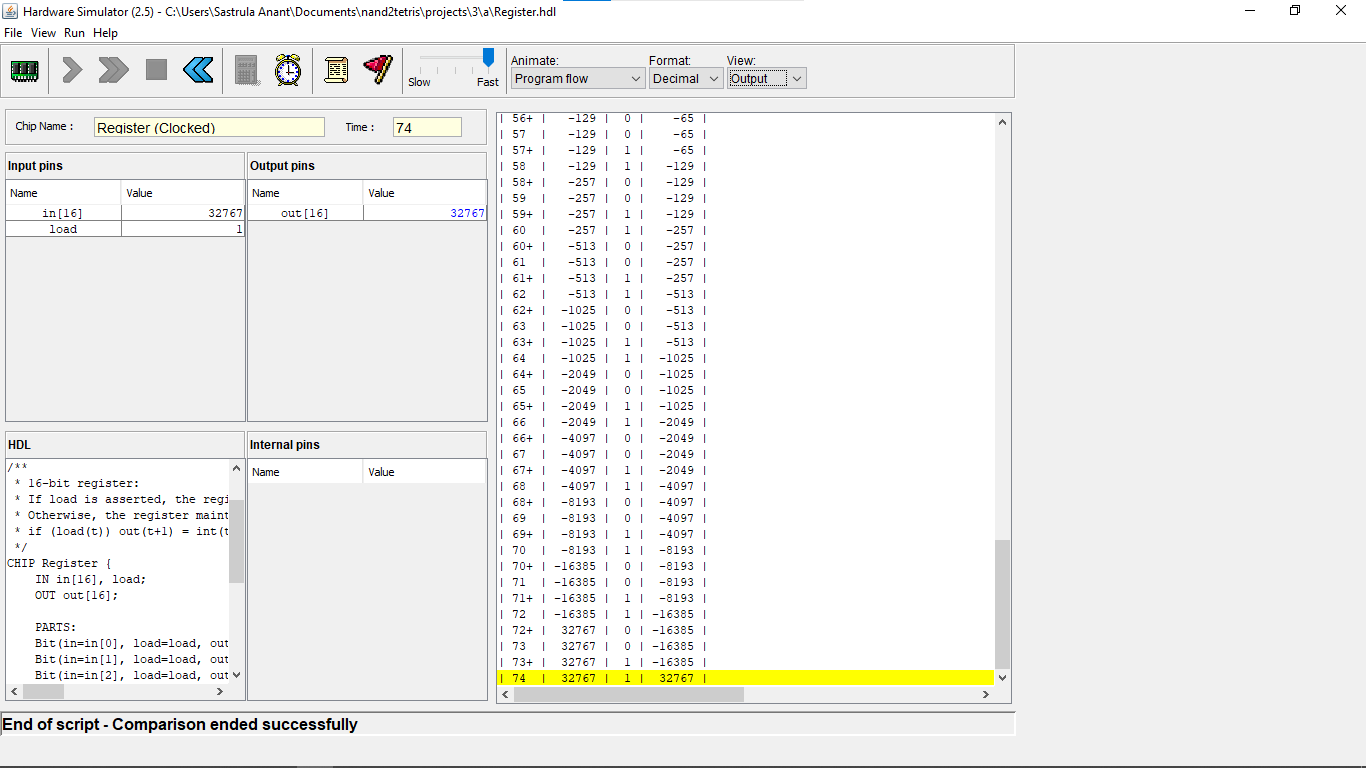 Hardware Simulator (2.5) - C:\Users\Sastrula Anant\Documents\nand2tetris\projects\3\a\Register.hdl
File View Run Help
Slow Fast
Animate: Format: View:
Program flow Decimal Output
Chip Name : Register (Clocked) Time : 74
Input pins
Name Value
in[16] 32767
load 1
Output pins
Name Value
out[16] 32767
HDL
/**
* 16-bit register:
* If load is asserted, the regi
* Otherwise, the register maint
* if (load(t)) out(t+1) = int(t
*/
CHIP Register {
IN in[16], load;
OUT out[16];
PARTS:
Bit(in=in[0], load=load, out
Bit(in=in[1], load=load, out
Bit(in=in[2], load=load, out
Internal pins
Name Value
| 56+ | -129 | 0 | -65 |
| 57 | -129 | 0 | -65 |
| 57+ | -129 | 1 | -65 |
| 58 | -129 | 1 | -129 |
| 58+ | -257 | 0 | -129 |
| 59 | -257 | 0 | -129 |
| 59+ | -257 | 1 | -129 |
| 60 | -257 | 1 | -257 |
| 60+ | -513 | 0 | -257 |
| 61 | -513 | 0 | -257 |
| 61+ | -513 | 1 | -257 |
| 62 | -513 | 1 | -513 |
| 62+ | -1025 | 0 | -513 |
| 63 | -1025 | 0 | -513 |
| 63+ | -1025 | 1 | -513 |
| 64 | -1025 | 1 | -1025 |
| 64+ | -2049 | 0 | -1025 |
| 65 | -2049 | 0 | -1025 |
| 65+ | -2049 | 1 | -1025 |
| 66 | -2049 | 1 | -2049 |
| 66+ | -4097 | 0 | -2049 |
| 67 | -4097 | 0 | -2049 |
| 67+ | -4097 | 1 | -2049 |
| 68 | -4097 | 1 | -4097 |
| 68+ | -8193 | 0 | -4097 |
| 69 | -8193 | 0 | -4097 |
| 69+ | -8193 | 1 | -4097 |
| 70 | -8193 | 1 | -8193 |
| 70+ | -16385 | 0 | -8193 |
| 71 | -16385 | 0 | -8193 |
| 71+ | -16385 | 1 | -8193 |
| 72 | -16385 | 1 | -16385 |
| 72+ | 32767 | 0 | -16385 |
| 73 | 32767 | 0 | -16385 |
| 73+ | 32767 | 1 | -16385 |
| 74 | 32767 | 1 | 32767 |
End of script - Comparison ended successfully